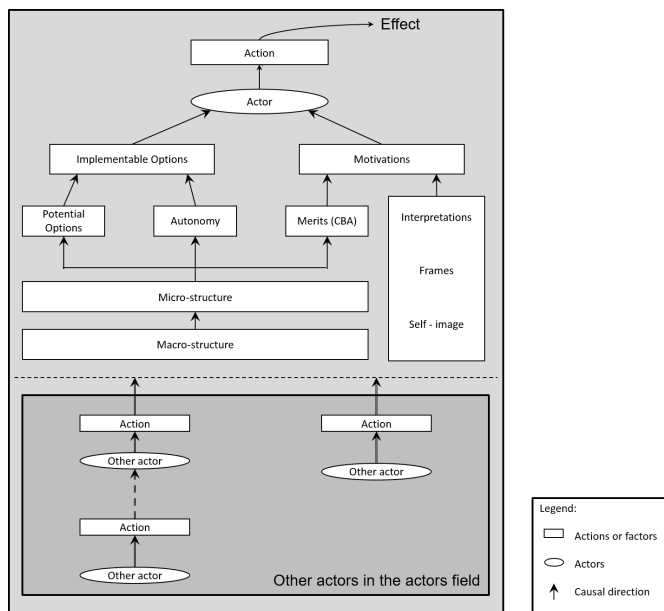 Effect
Action
Actor
Implementable Options
Motivations
Potential
Options
Autonomy
Merits (CBA)
Interpretations
Frames
Self - image
Micro-structure
Macro-structure
Action
Action
Other actor
Other actor
Action
Other actor
Other actors in the actors field
Legend:
Actions or factors
Actors
Causal direction